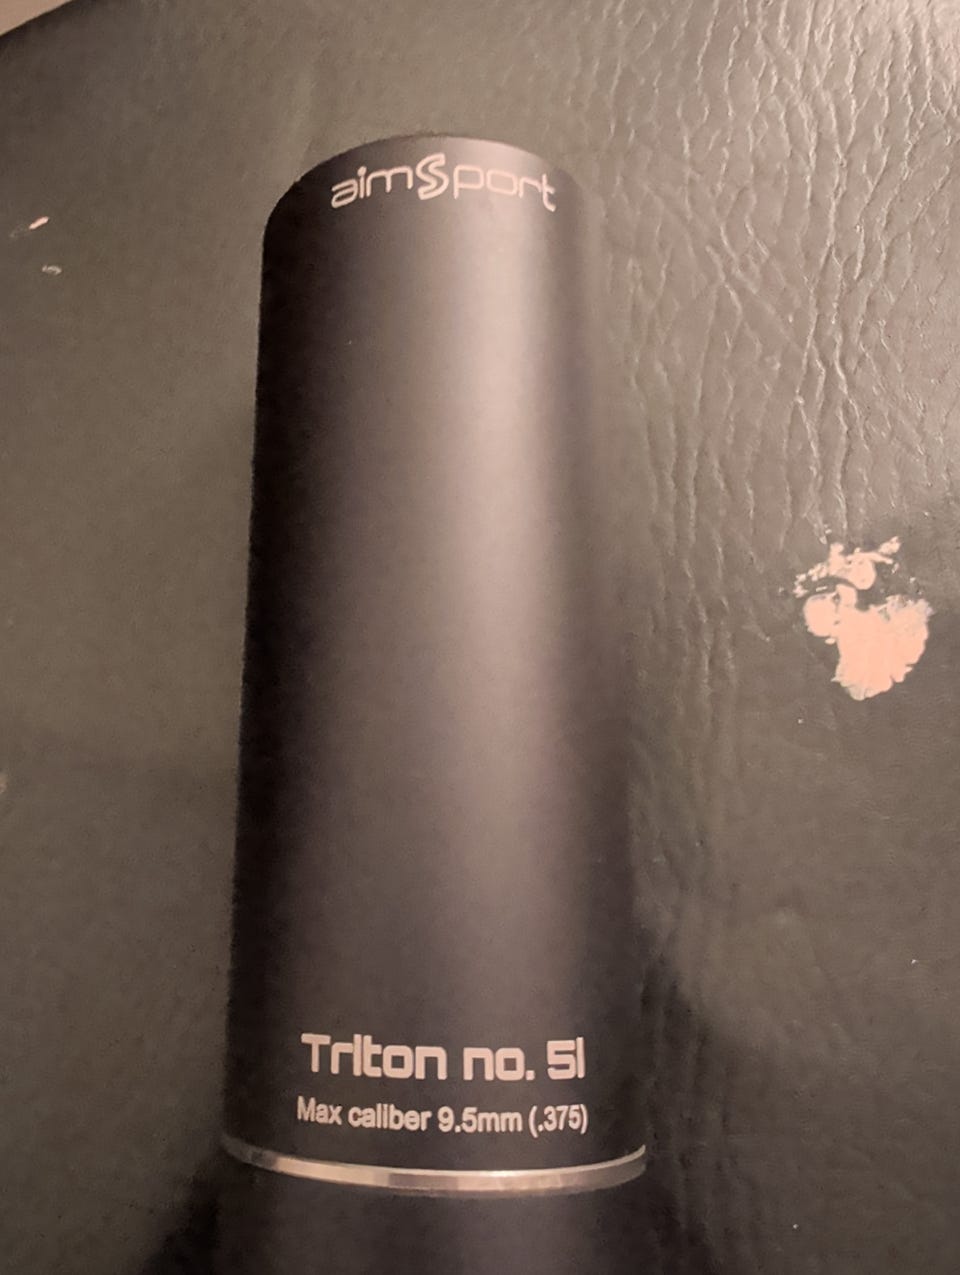 aimSport
Triton no. 51
Max caliber 9.5mm (.375)